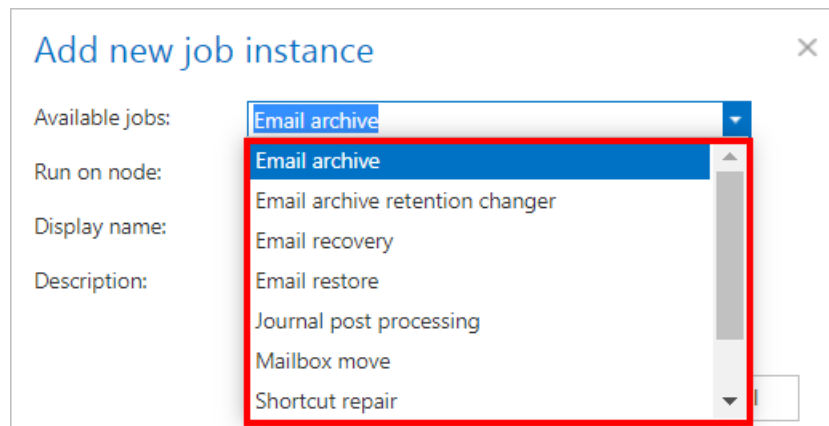 Add new job instance
Available jobs:
Email archive
Email archive
Run on node:
Email archive retention changer
Display name:
Email recovery
Description:
Email restore
Journal post processing
Mailbox move
Shortcut repair